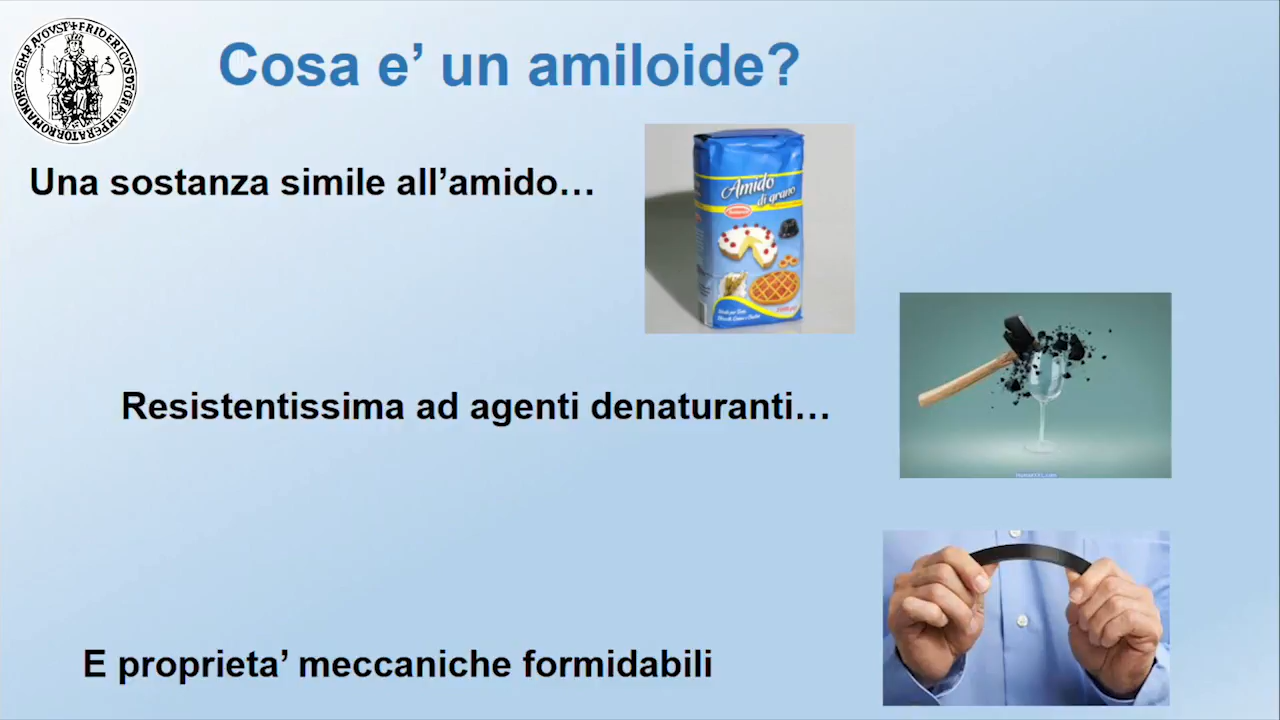 Cosa e’ un amiloide?
Una sostanza simile all’amido…
Amido
di grano
Resistentissima ad agenti denaturanti…
E proprieta’ meccaniche formidabili